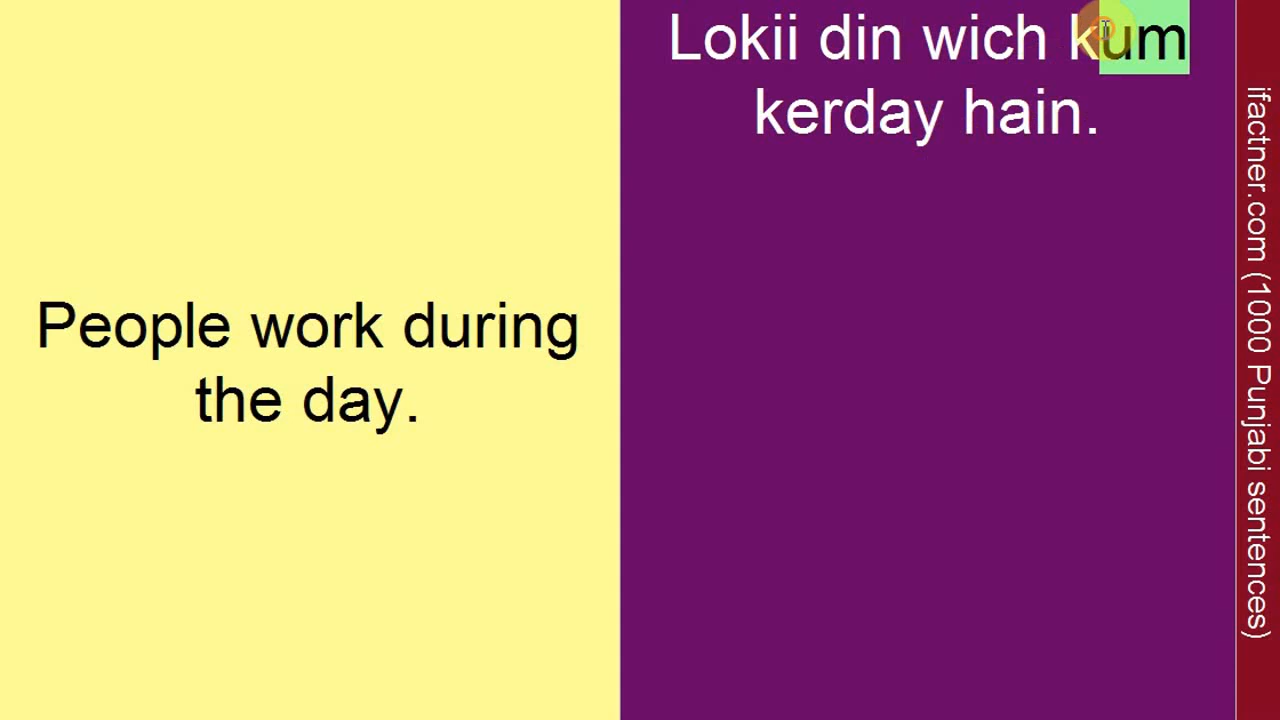 People work during
the day.
Lokii din wich kum
kerday hain.
ifactner.com (1000 Punjabi sentences)